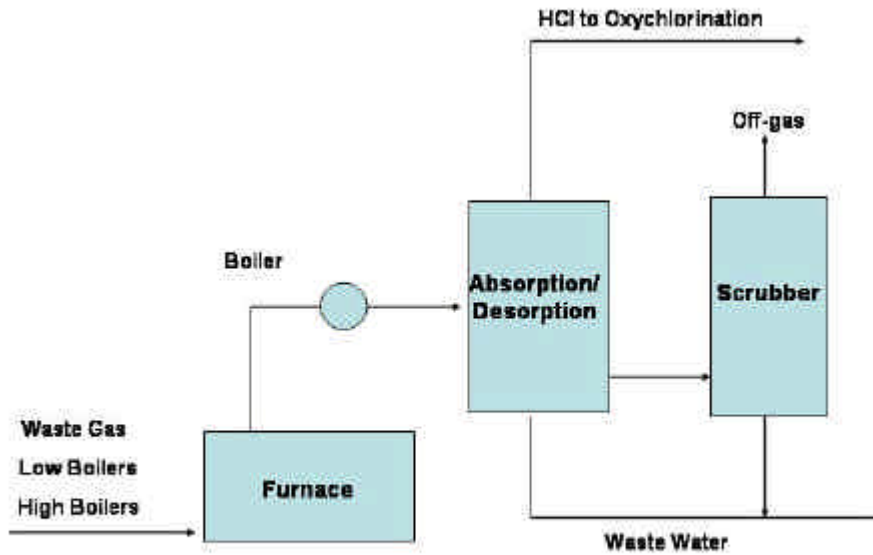 HCl to Oxychlorination
Off-gas
Boiler
Absorption/
Desorption
Scrubber
Waste Gas
Low Boilers
High Boilers
Furnace
Waste Water